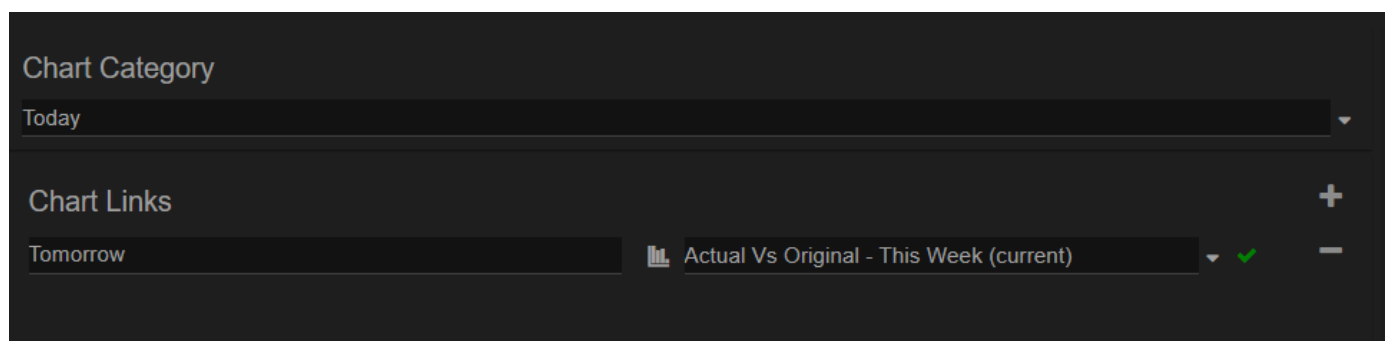 Chart Category
Today
Chart Links
Tomorrow Actual Vs Original - This Week (current)